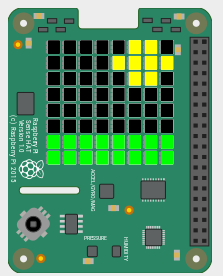 Raspberry Pi
Sense HAT
Version 1.0
(c) Raspberry Pi 2015
ACCEL/GYRO/MAG
PRESSURE
HUMIDITY